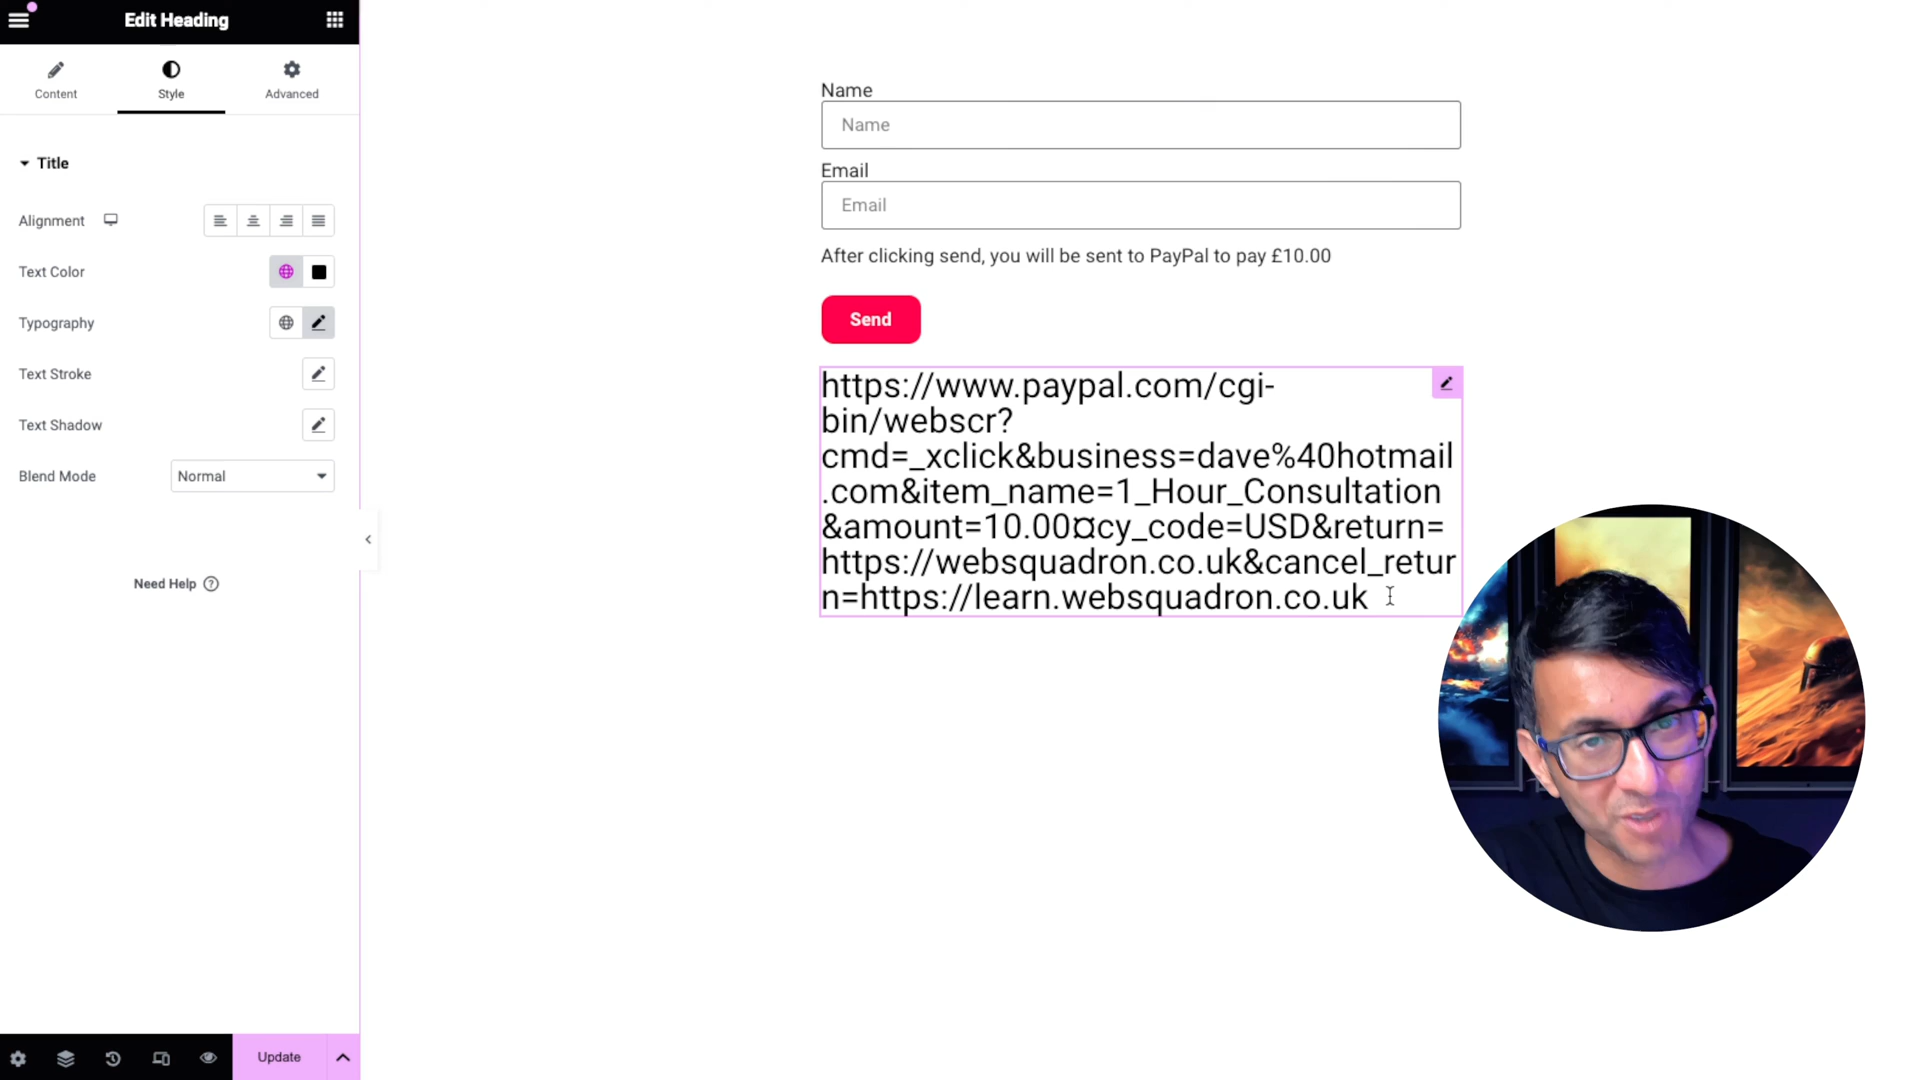 Edit Heading
Content
Style
Advanced
Title
Alignment
Text Color
Typography
Text Stroke
Text Shadow
Blend Mode
Normal
Need Help
Update
Name
Name
Email
Email
After clicking send, you will be sent to PayPal to pay £10.00
Send
https://www.paypal.com/cgi-
bin/webscr?
cmd=_xclick&business=dave%40hotmail
.com&item_name=1_Hour_Consultation
&amount=10.00¤cy_code=USD&return=
https://websquadron.co.uk&cancel_retur
n=https://learn.websquadron.co.uk